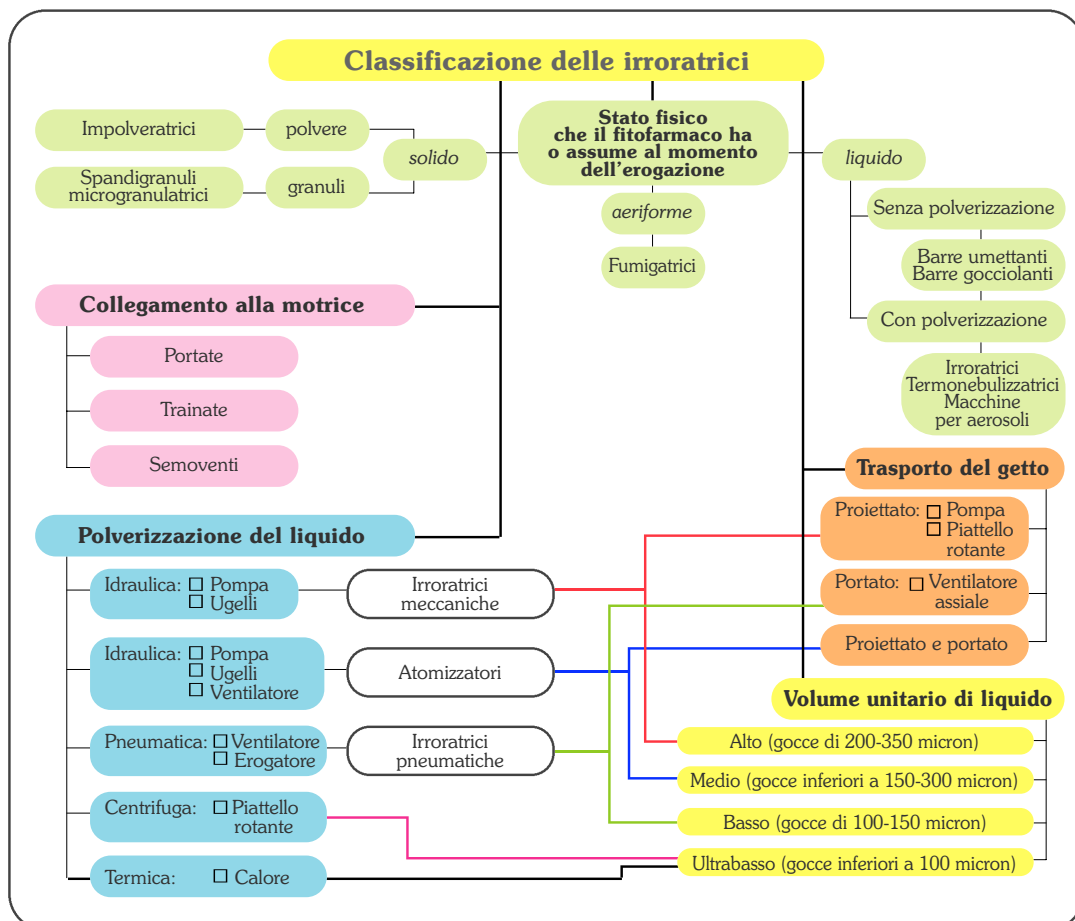 Classificazione delle irroratrici
Impolveratrici
polvere
Spandigranuli
microgranulatrici
granuli
solido
Stato fisico
che il fitofarmaco ha
o assume al momento
dell'erogazione
aeriforme
Fumigatrici
liquido
Senza polverizzazione
Barre umettanti
Barre gocciolanti
Con polverizzazione
Irroratrici
Termonebulizzatrici
Macchine
per aerosoli
Collegamento alla motrice
Portate
Trainate
Semoventi
Polverizzazione del liquido
Idraulica: □ Pompa
□ Ugelli
Irroratrici
meccaniche
Idraulica: □ Pompa
□ Ugelli
□ Ventilatore
Atomizzatori
Pneumatica: □ Ventilatore
□ Erogatore
Irroratrici
pneumatiche
Centrifuga: □ Piattello
rotante
Termica: □ Calore
Trasporto del getto
Proiettato: □ Pompa
□ Piattello
rotante
Portato: □ Ventilatore
assiale
Proiettato e portato
Volume unitario di liquido
Alto (gocce di 200-350 micron)
Medio (gocce inferiori a 150-300 micron)
Basso (gocce di 100-150 micron)
Ultrabasso (gocce inferiori a 100 micron)